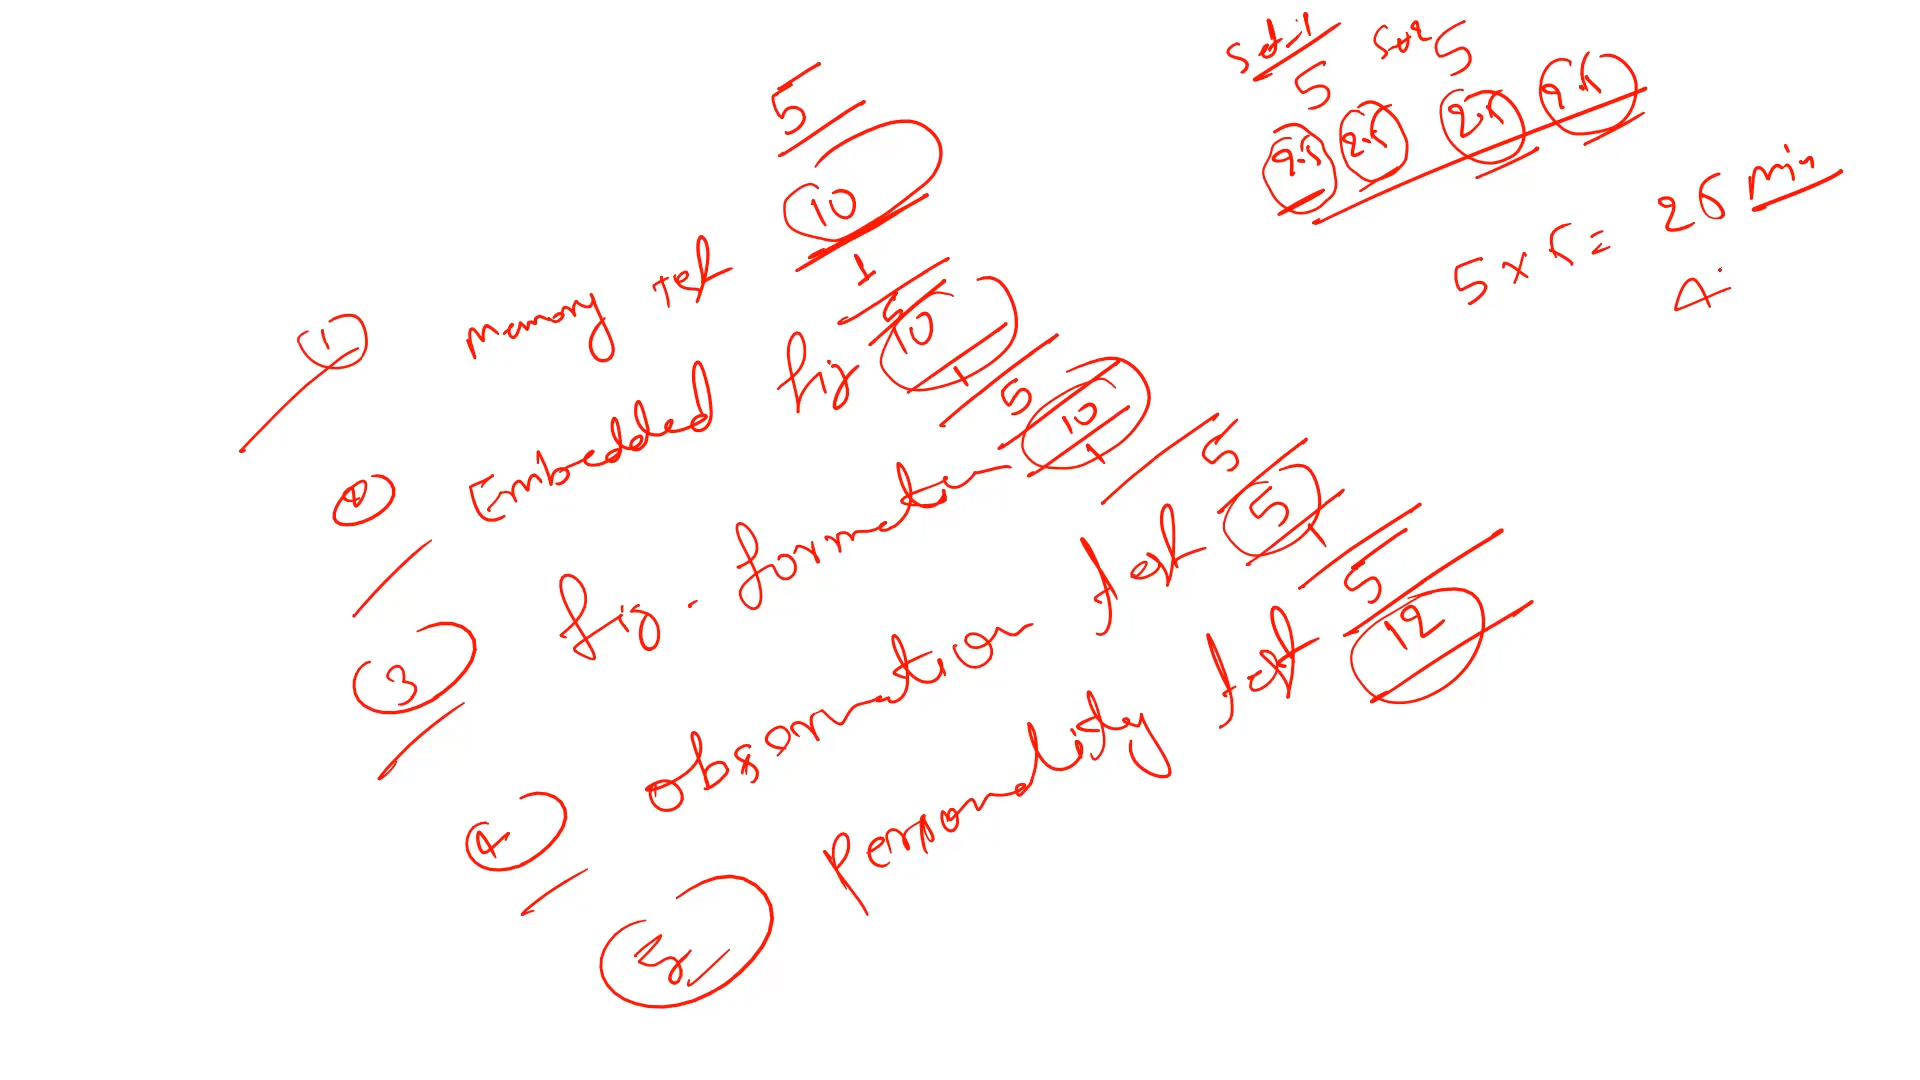 Set-1 Set 2
5 5
2.5 2.5 2.5 2.5
5 x 5 = 25 min
4
5
① Memory Test 10
1
5
② Embedded fig 10
1
5
③ fig. formation 10
1
5
④ Observation test 5
1
5
⑤ Personality test 12